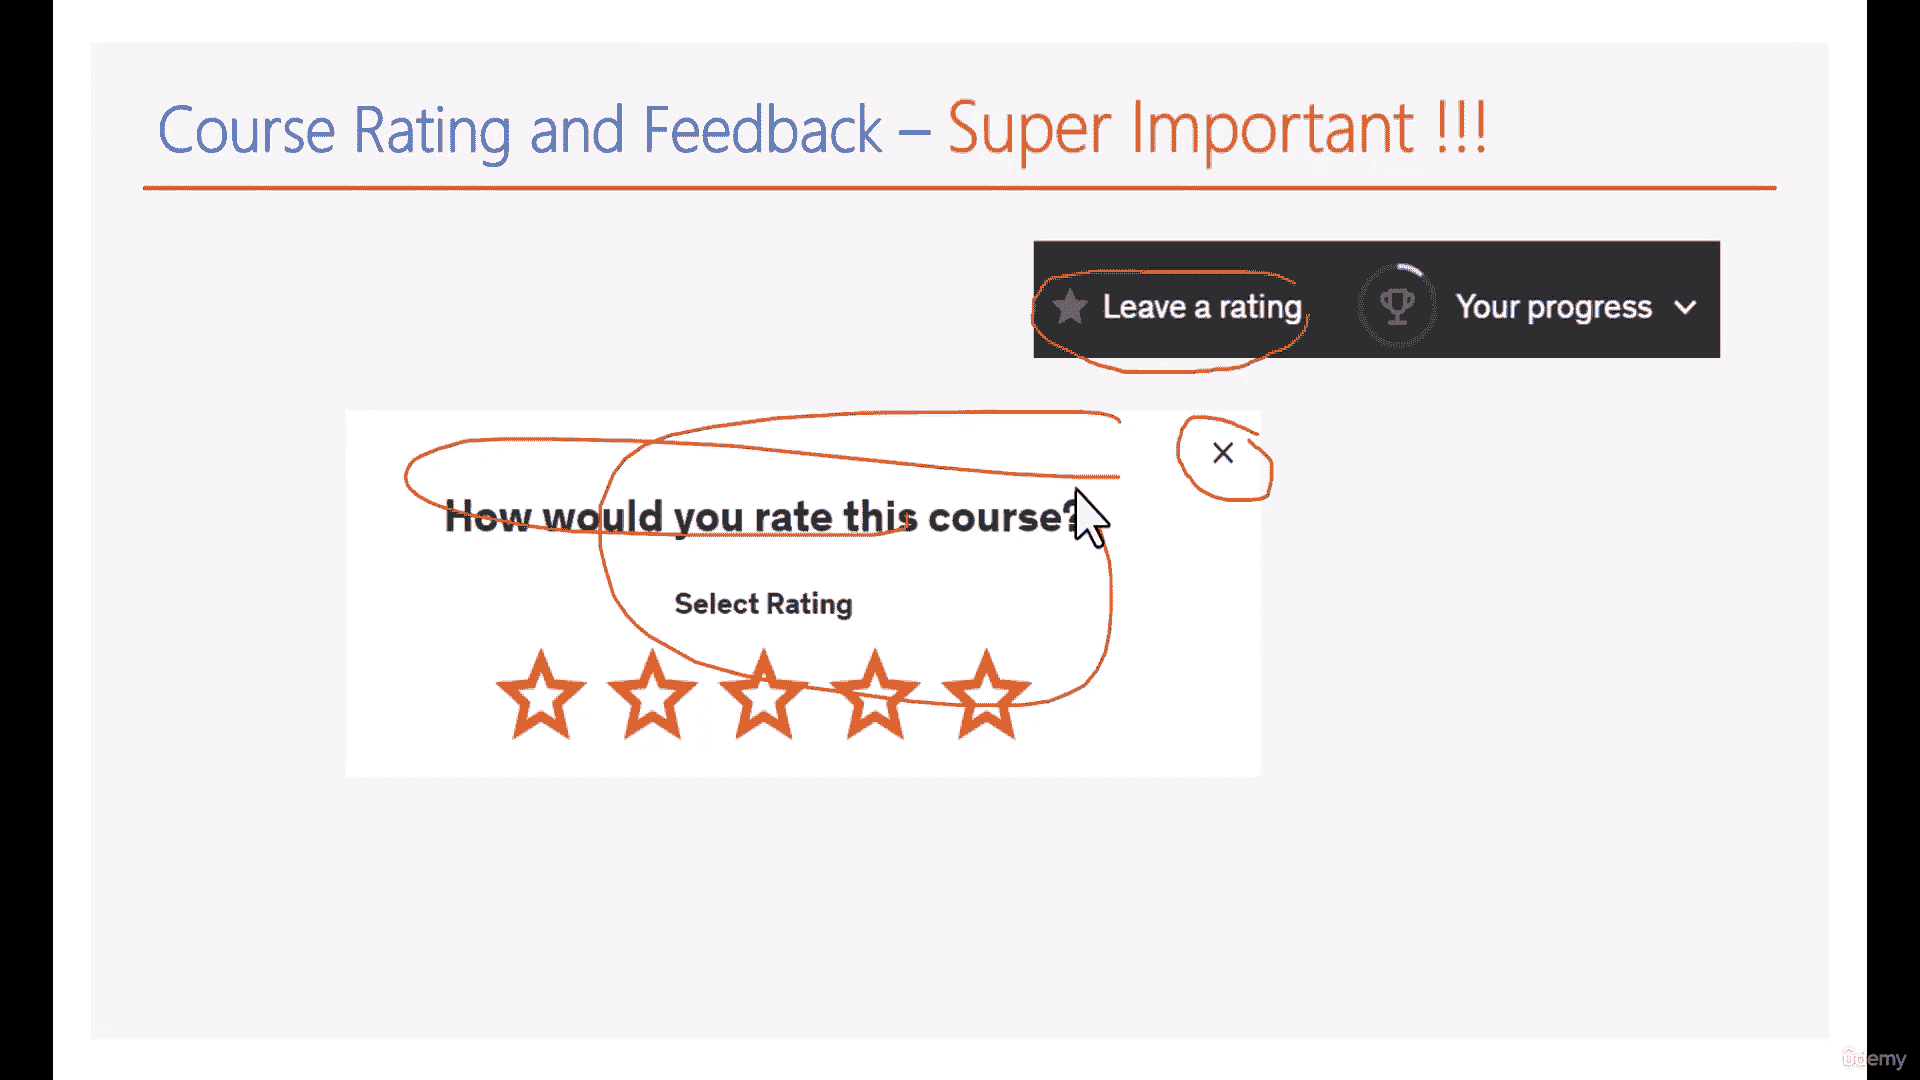 Course Rating and Feedback – Super Important !!!
Leave a rating
Your progress
How would you rate this course?
Select Rating
Udemy